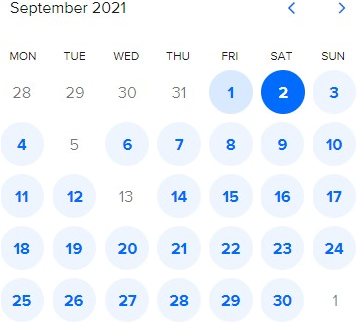 September 2021
MON TUE WED THU FRI SAT SUN
28 29 30 31 1 2 3
4 5 6 7 8 9 10
11 12 13 14 15 16 17
18 19 20 21 22 23 24
25 26 27 28 29 30 1